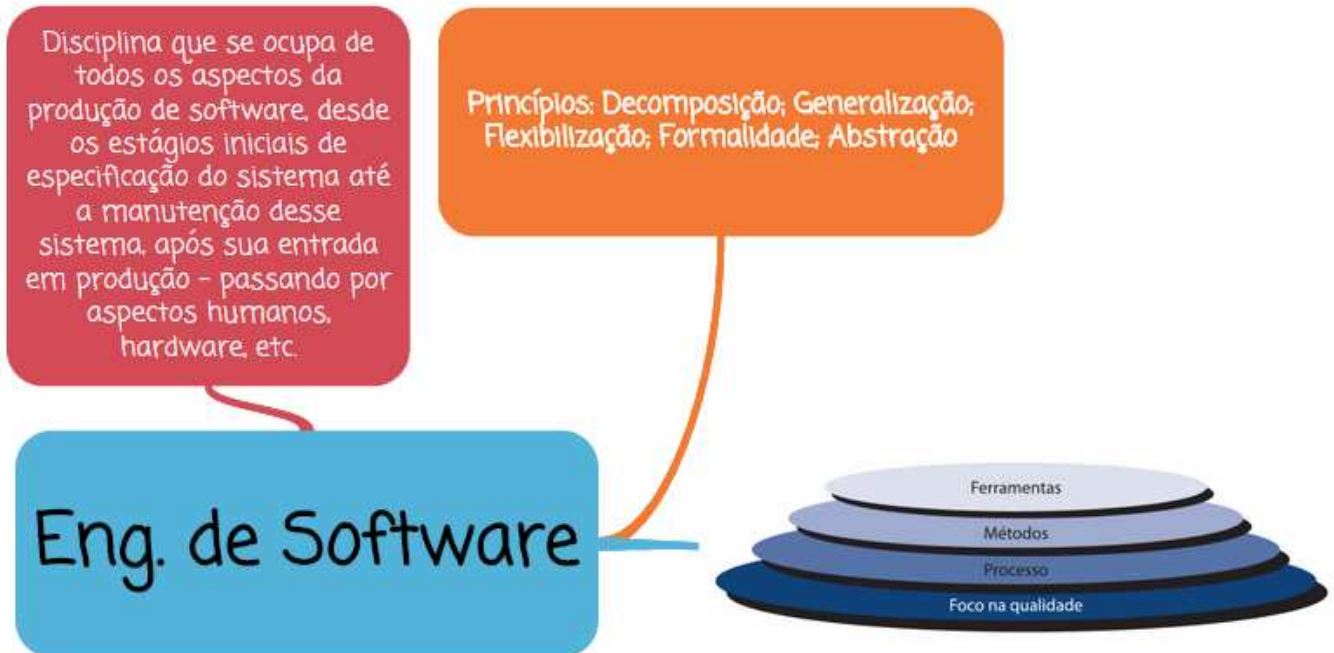 Disciplina que se ocupa de
todos os aspectos da
produção de software, desde
os estágios iniciais de
especificação do sistema até
a manutenção desse
sistema, após sua entrada
em produção - passando por
aspectos humanos,
hardware, etc.
Princípios: Decomposição; Generalização;
Flexibilização; Formalidade; Abstração
Eng. de Software
Ferramentas
Métodos
Processo
Foco na qualidade